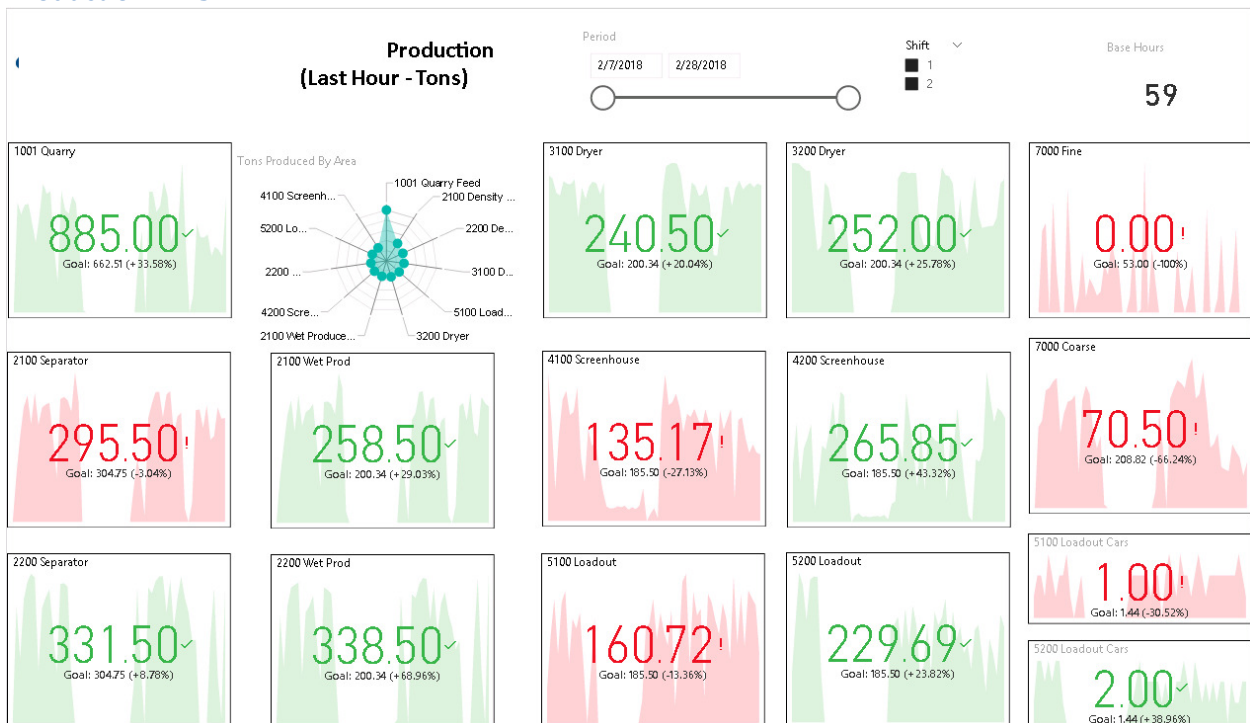 Production
(Last Hour - Tons)
Period
2/7/2018
2/28/2018
Shift
1
2
Base Hours
59
1001 Quarry
885.00
Goal: 662.51 (+33.58%)
Tons Produced By Area
1001 Quarry Feed
2100 Density ...
2200 De...
3100 D...
5100 Load...
3200 Dryer
2100 Wet Produce...
4200 Scre...
2200 ...
5200 Lo...
4100 Screenh...
3100 Dryer
240.50
Goal: 200.34 (+20.04%)
3200 Dryer
252.00
Goal: 200.34 (+25.78%)
7000 Fine
0.00!
Goal: 53.00 (-100%)
2100 Separator
295.50!
Goal: 304.75 (-3.04%)
2100 Wet Prod
258.50
Goal: 200.34 (+29.03%)
4100 Screenhouse
135.17!
Goal: 185.50 (-27.13%)
4200 Screenhouse
265.85
Goal: 185.50 (+43.32%)
7000 Coarse
70.50!
Goal: 208.82 (-66.24%)
2200 Separator
331.50
Goal: 304.75 (+8.78%)
2200 Wet Prod
338.50
Goal: 200.34 (+68.96%)
5100 Loadout
160.72!
Goal: 185.50 (-13.36%)
5200 Loadout
229.69
Goal: 185.50 (+23.82%)
5100 Loadout Cars
1.00!
Goal: 1.44 (-30.52%)
5200 Loadout Cars
2.00
Goal: 1.44 (+38.96%)